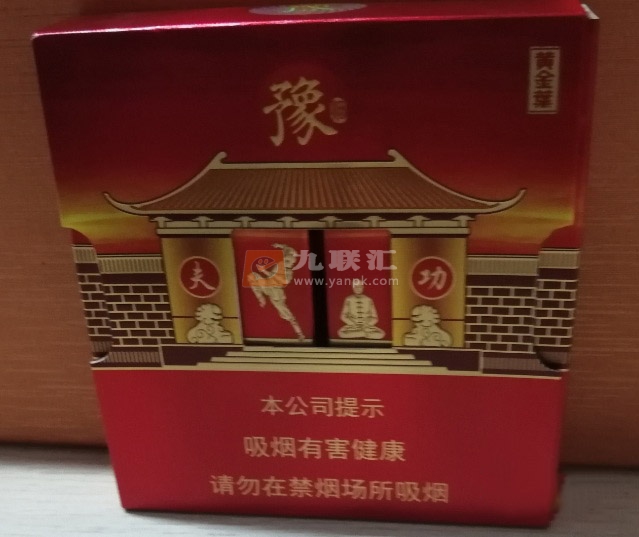 黄金葉
豫
九联汇
www.yanpk.com
夫
功
本公司提示
吸烟有害健康
请勿在禁烟场所吸烟